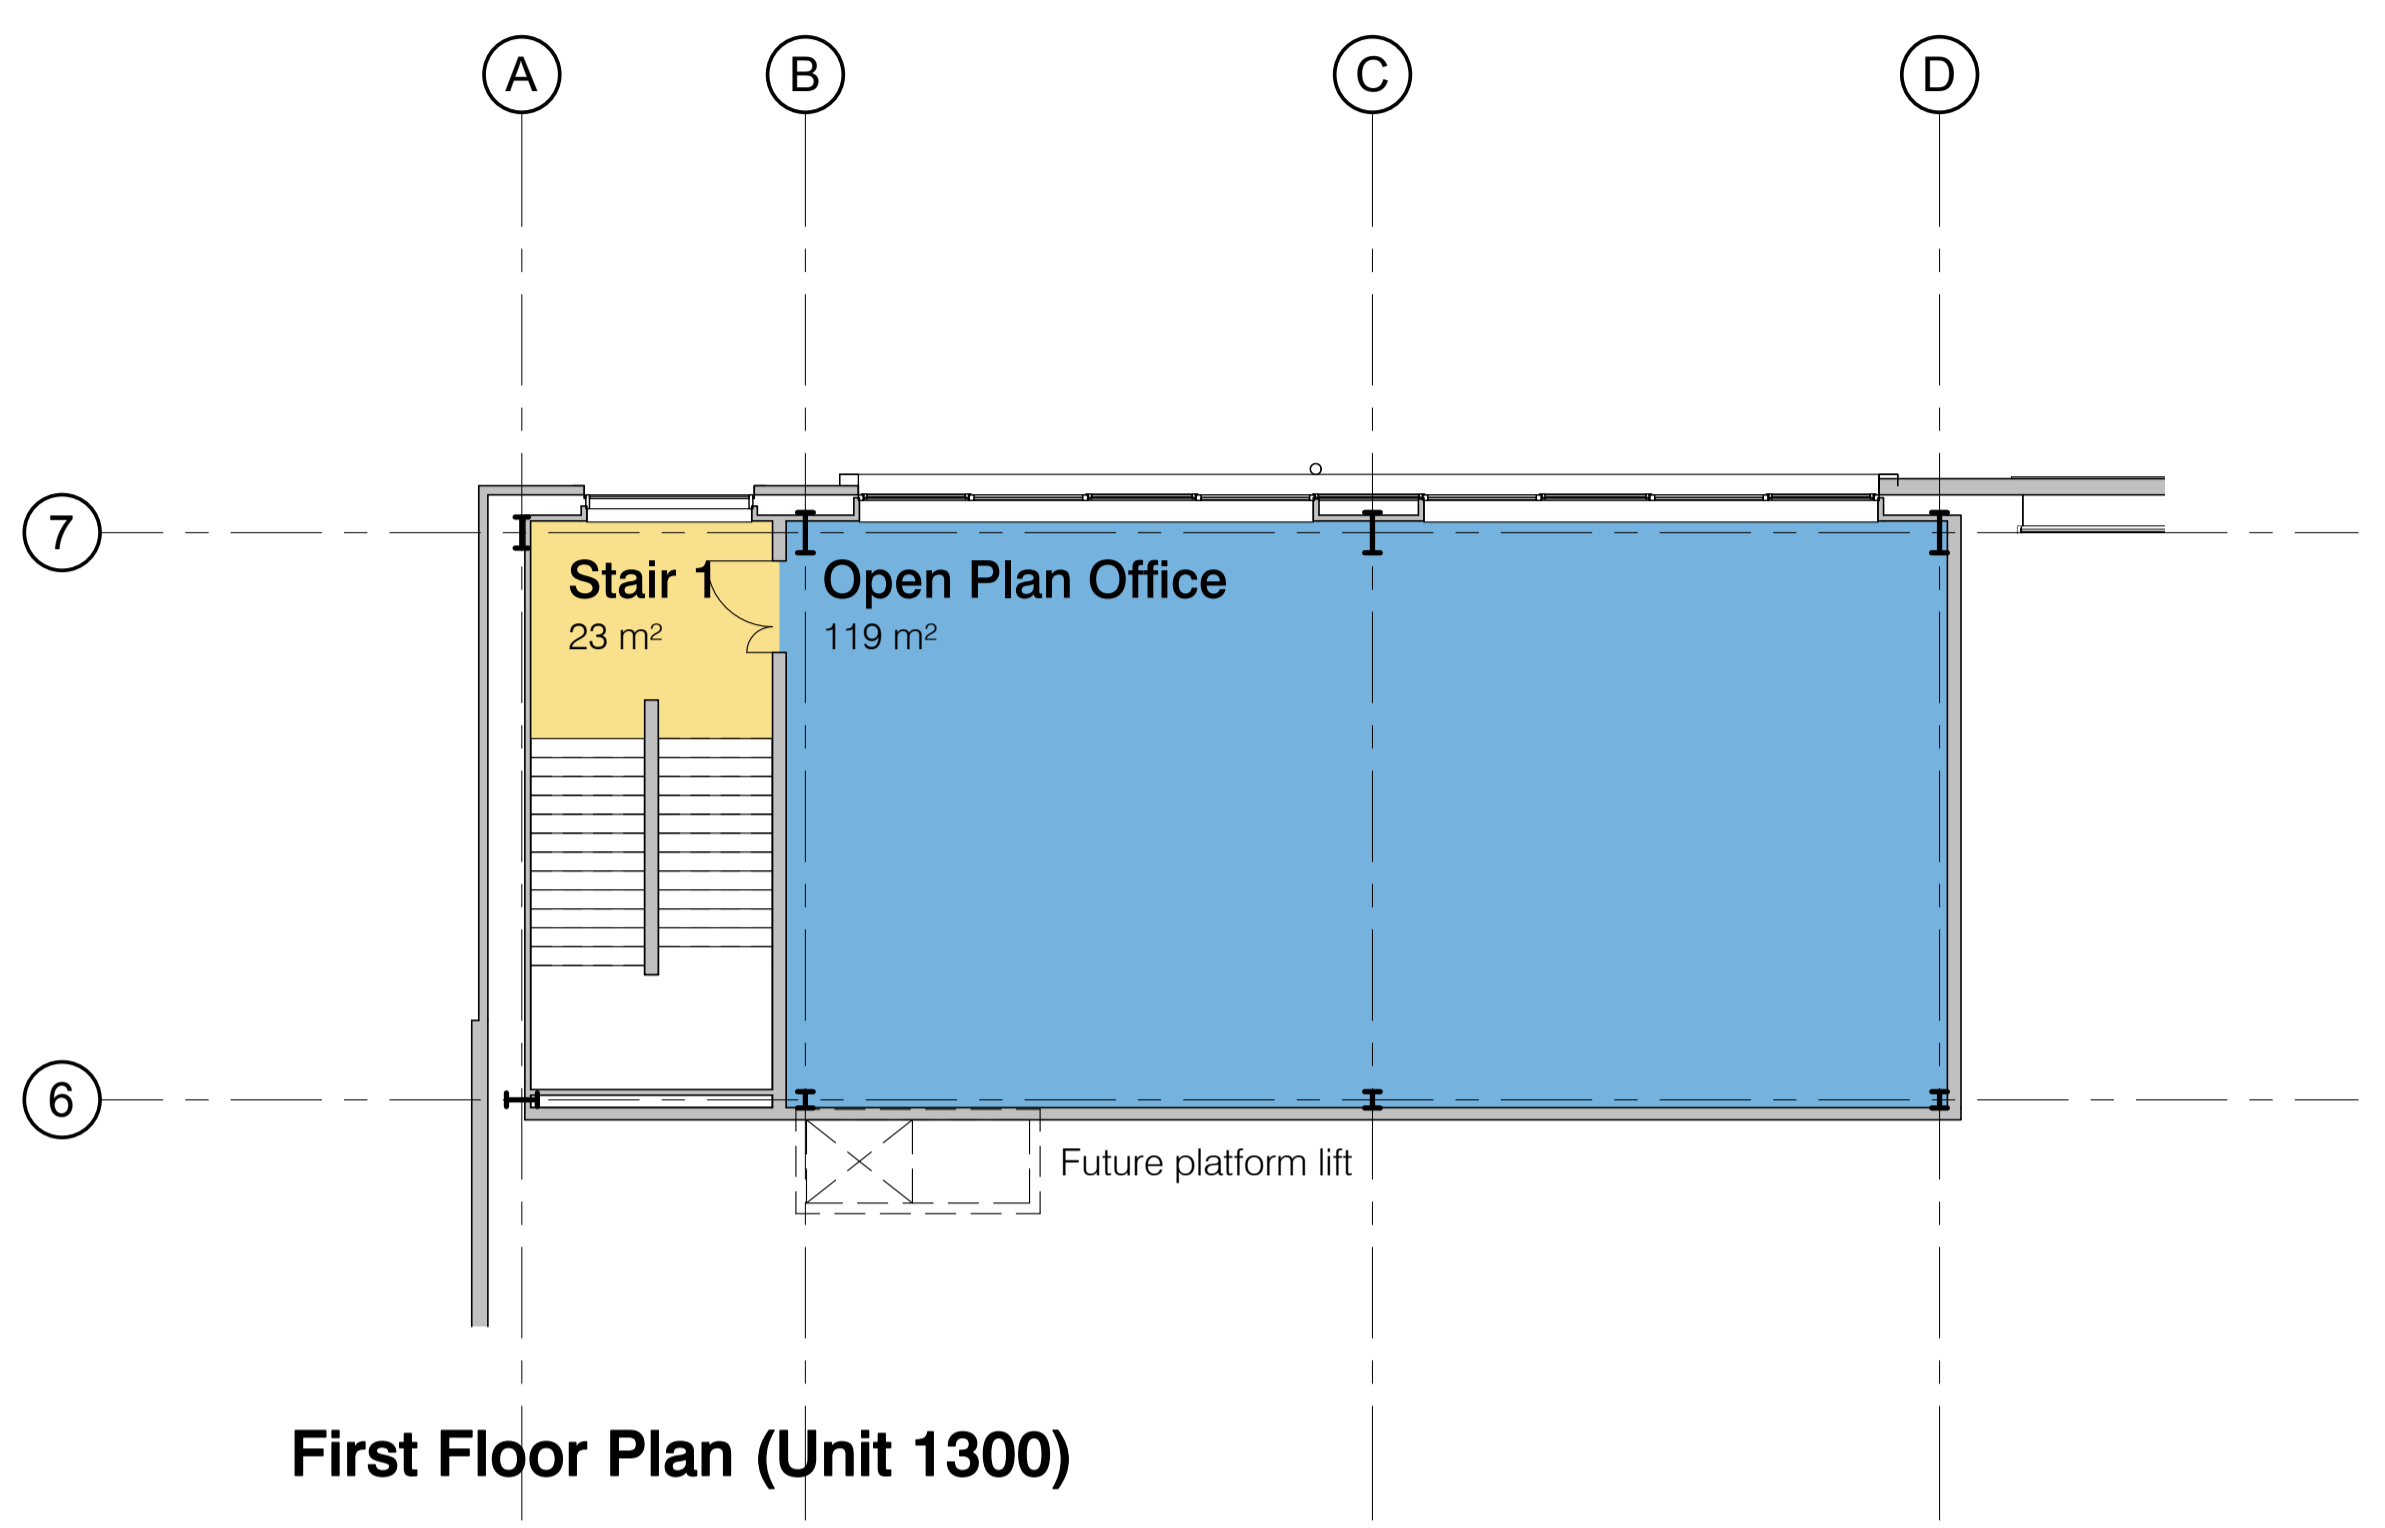 A
B
C
D
7
Stair 1
23 m²
Open Plan Office
119 m²
6
Future platform lift
First Floor Plan (Unit 1300)